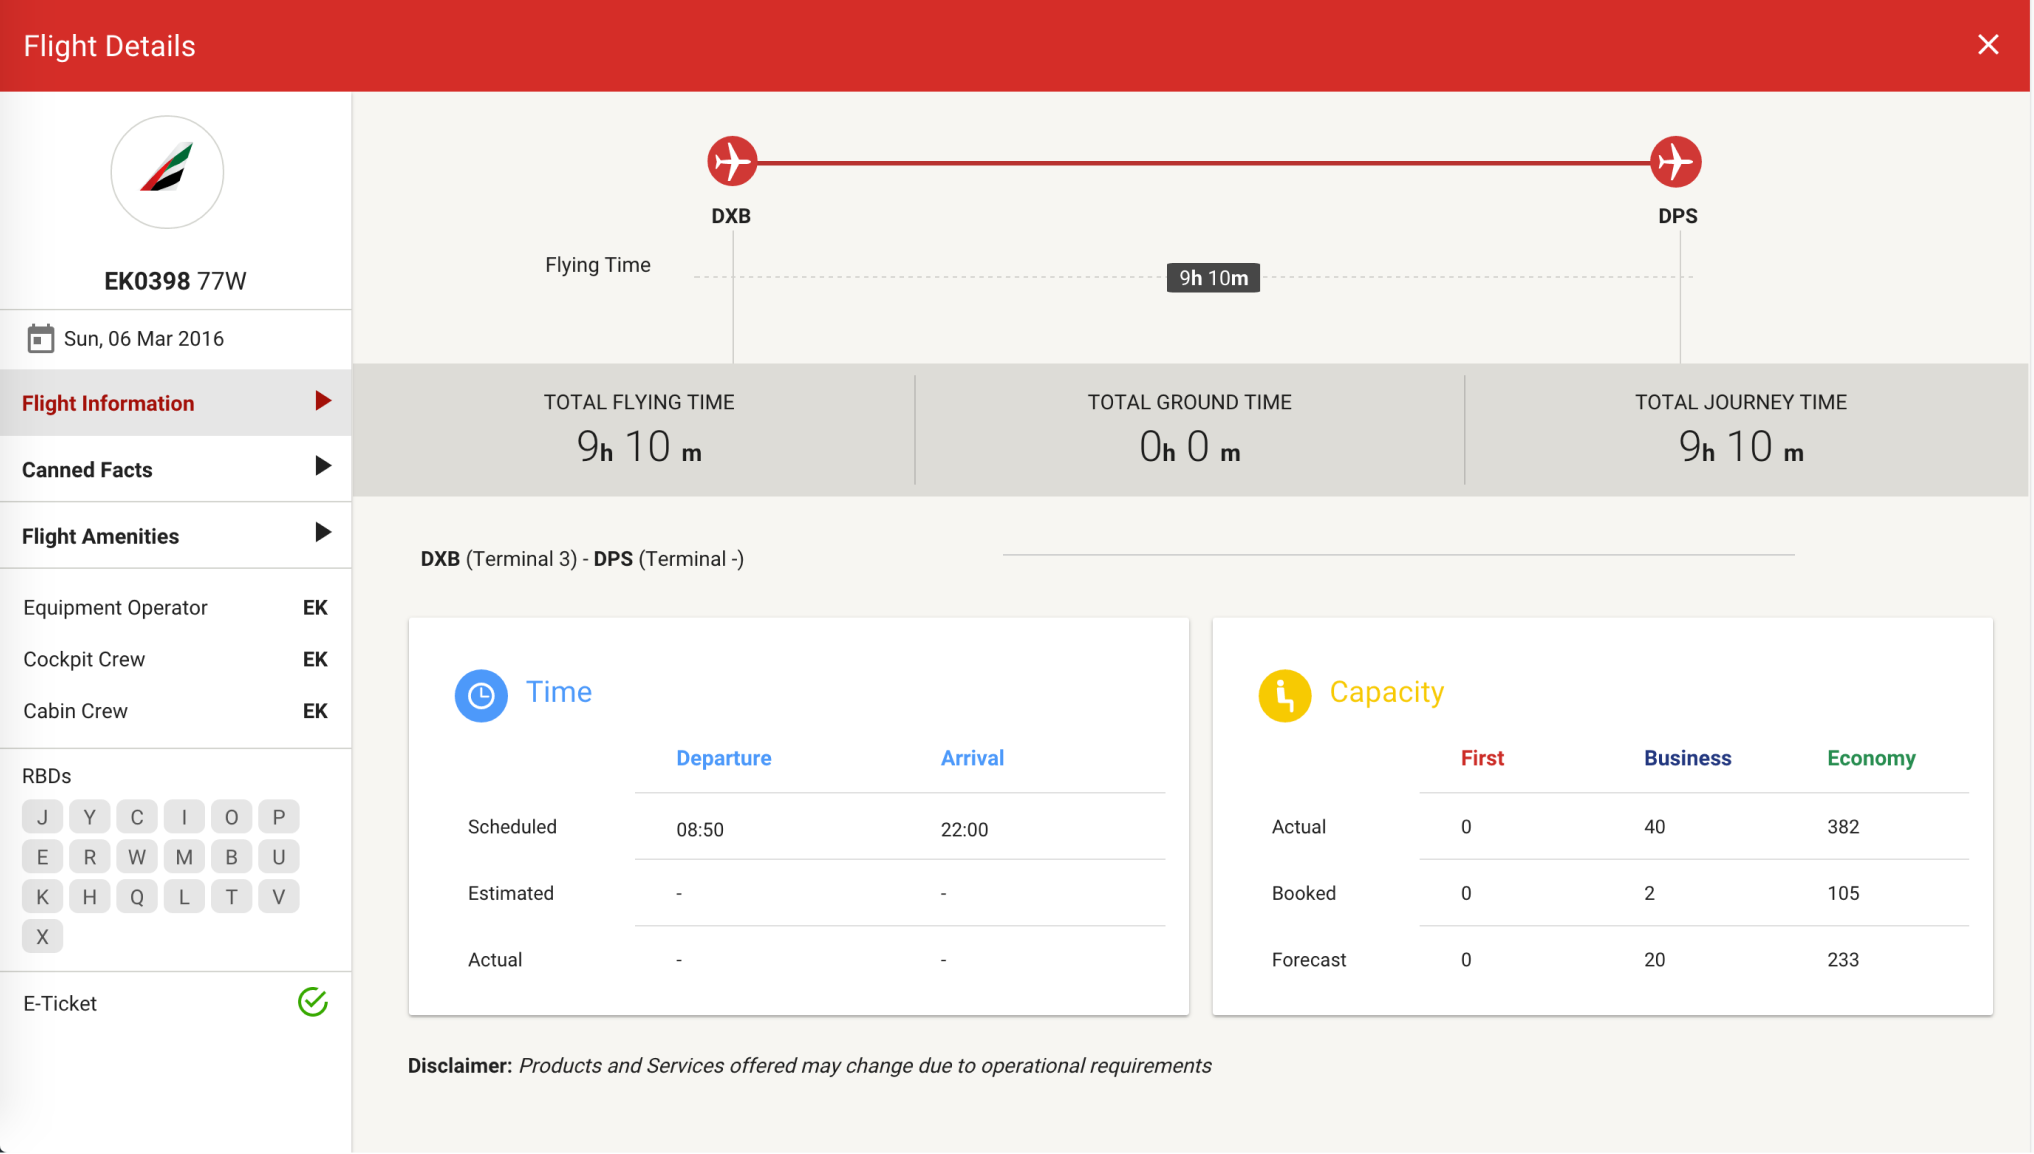 Flight Details
EK0398 77W
Sun, 06 Mar 2016
Flight Information
Canned Facts
Flight Amenities
Equipment Operator EK
Cockpit Crew EK
Cabin Crew EK
RBDs
J Y C I O P
E R W M B U
K H Q L T V
X
E-Ticket
DXB DPS
Flying Time 9h 10m
TOTAL FLYING TIME
9h 10 m
TOTAL GROUND TIME
0h 0 m
TOTAL JOURNEY TIME
9h 10 m
DXB (Terminal 3) - DPS (Terminal -)
Time
Departure Arrival
Scheduled 08:50 22:00
Estimated - -
Actual - -
Capacity
First Business Economy
Actual 0 40 382
Booked 0 2 105
Forecast 0 20 233
Disclaimer: Products and Services offered may change due to operational requirements